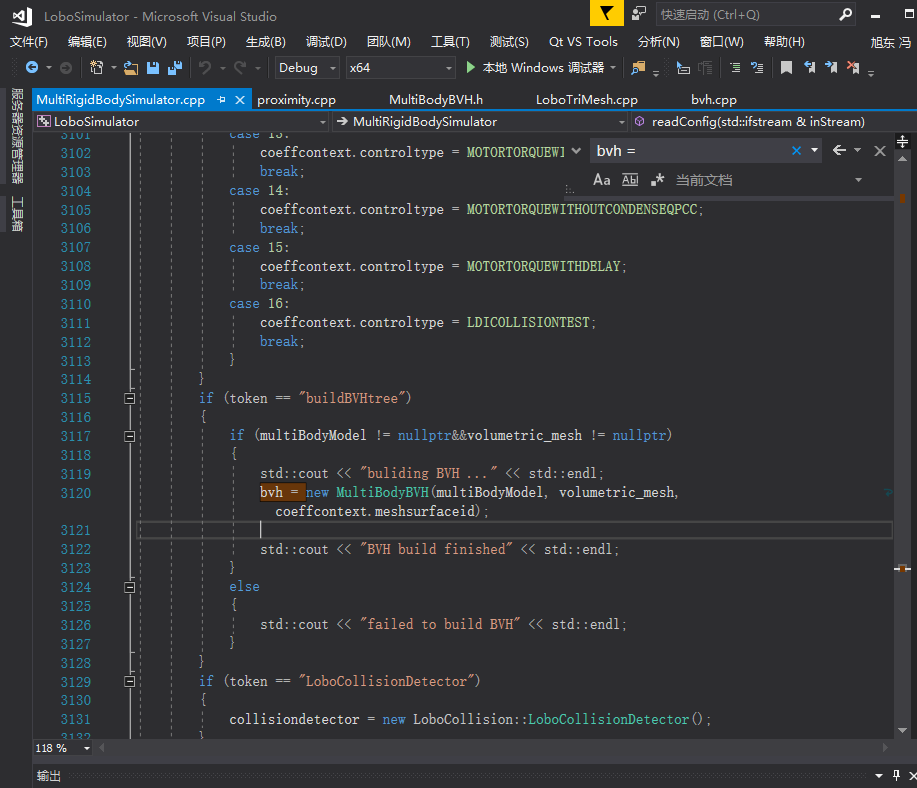 LoboSimulator - Microsoft Visual Studio
快速启动 (Ctrl+Q)
文件(F) 编辑(E) 视图(V) 项目(P) 生成(B) 调试(D) 团队(M) 工具(T) 测试(S) Qt VS Tools 分析(N) 窗口(W) 帮助(H) 旭东 冯
Debug x64 本地 Windows 调试器
服务器资源管理器
工具箱
MultiRigidBodySimulator.cpp proximity.cpp MultiBodyBVH.h LoboTriMesh.cpp bvh.cpp
LoboSimulator MultiRigidBodySimulator readConfig(std::ifstream & inStream)
bvh =
Aa Ab 当前文档
3101 case 13:
3102 coeffcontext.controltype = MOTORTORQUEWI
3103 break;
3104 case 14:
3105 coeffcontext.controltype = MOTORTORQUEWITHOUTCONDENSEQPCC;
3106 break;
3107 case 15:
3108 coeffcontext.controltype = MOTORTORQUEWITHDELAY;
3109 break;
3110 case 16:
3111 coeffcontext.controltype = LDICOLLISIONTEST;
3112 break;
3113 }
3114 }
3115 if (token == "buildBVHtree")
3116 {
3117 if (multiBodyModel != nullptr&&volumetric_mesh != nullptr)
3118 {
3119 std::cout << "buliding BVH ..." << std::endl;
3120 bvh = new MultiBodyBVH(multiBodyModel, volumetric_mesh,
coeffcontext.meshsurfaceid);
3121
3122 std::cout << "BVH build finished" << std::endl;
3123 }
3124 else
3125 {
3126 std::cout << "failed to build BVH" << std::endl;
3127 }
3128 }
3129 if (token == "LoboCollisionDetector")
3130 {
3131 collisiondetector = new LoboCollision::LoboCollisionDetector();
3132 }
118 %
输出